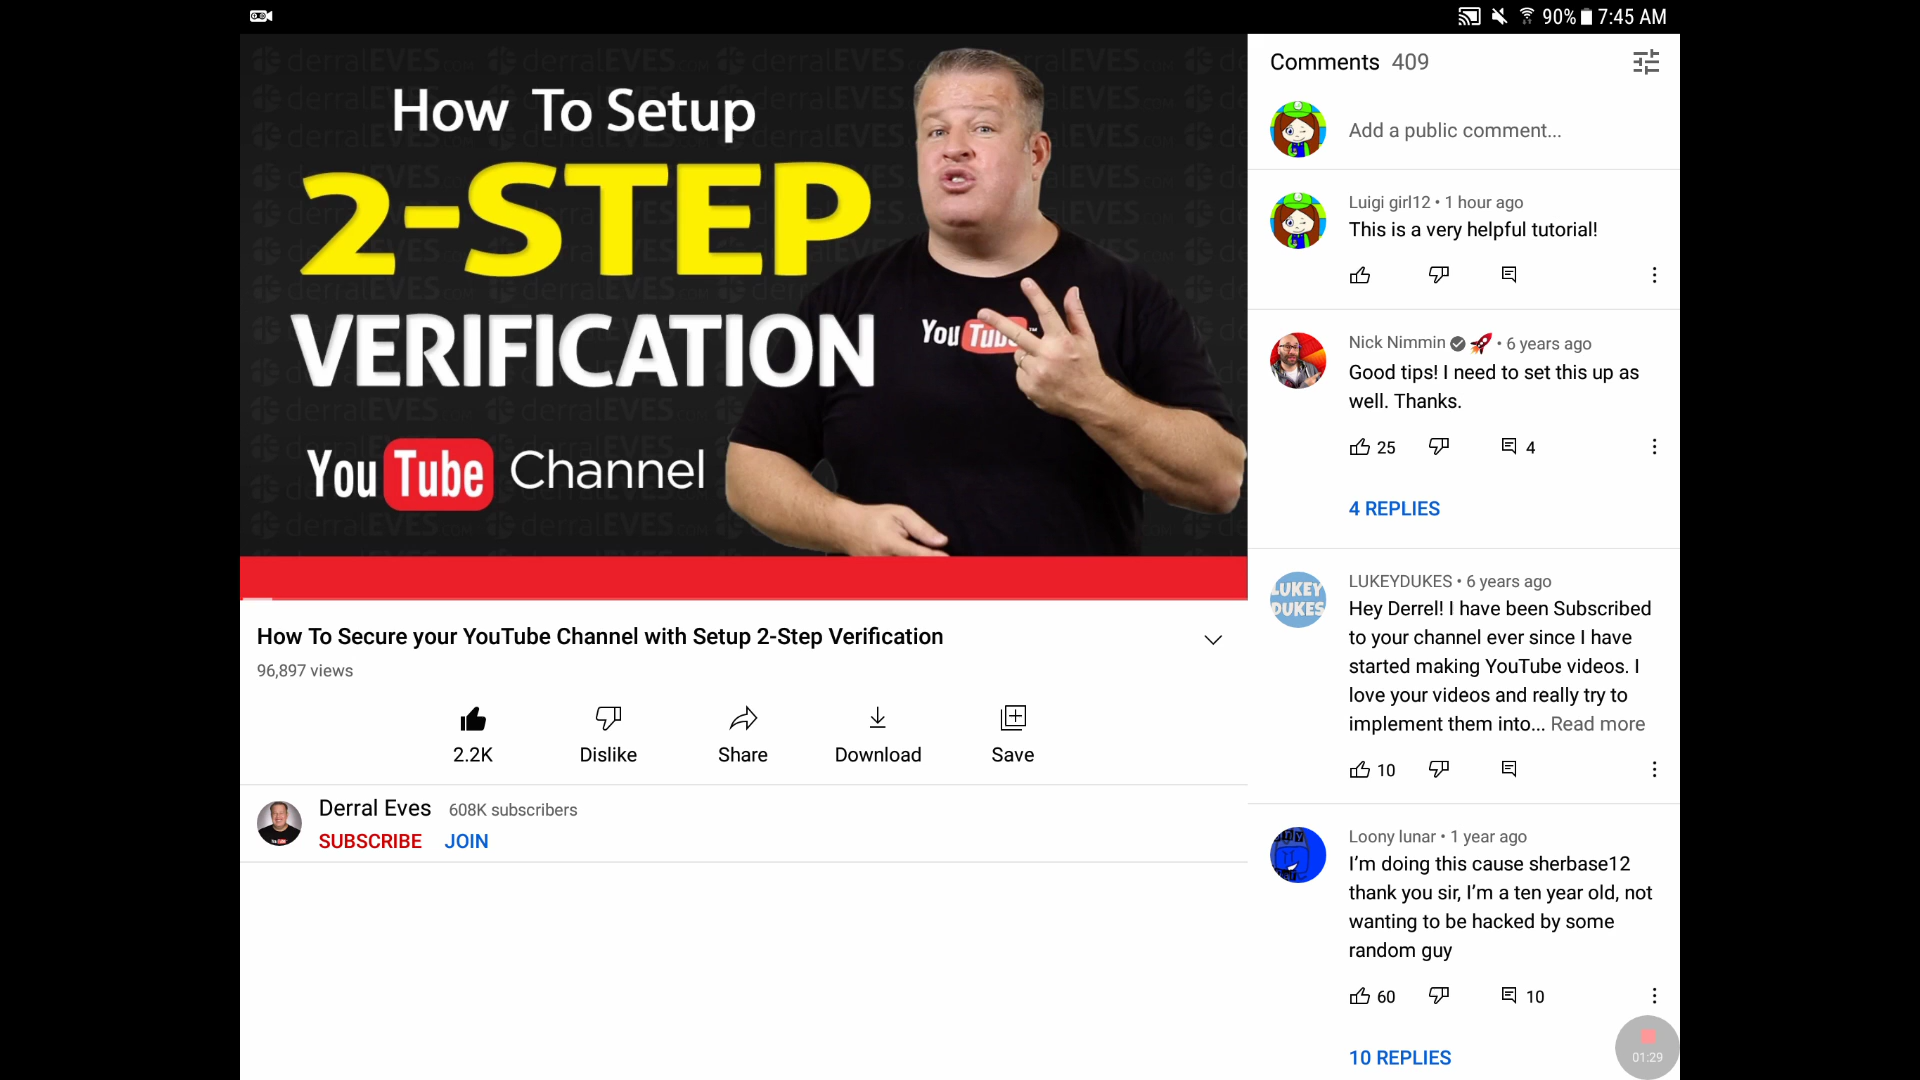 90% 7:45 AM
How To Setup
2-STEP
VERIFICATION
YouTube Channel
You Tube
How To Secure your YouTube Channel with Setup 2-Step Verification
96,897 views
2.2K
Dislike
Share
Download
Save
Derral Eves 608K subscribers
SUBSCRIBE JOIN
Comments 409
Add a public comment...
Luigi girl12 • 1 hour ago
This is a very helpful tutorial!
Nick Nimmin • 6 years ago
Good tips! I need to set this up as
well. Thanks.
25
4
4 REPLIES
LUKEY
DUKES
LUKEYDUKES • 6 years ago
Hey Derrel! I have been Subscribed
to your channel ever since I have
started making YouTube videos. I
love your videos and really try to
implement them into... Read more
10
Loony lunar • 1 year ago
I'm doing this cause sherbase12
thank you sir, I'm a ten year old, not
wanting to be hacked by some
random guy
60
10
10 REPLIES
01:29